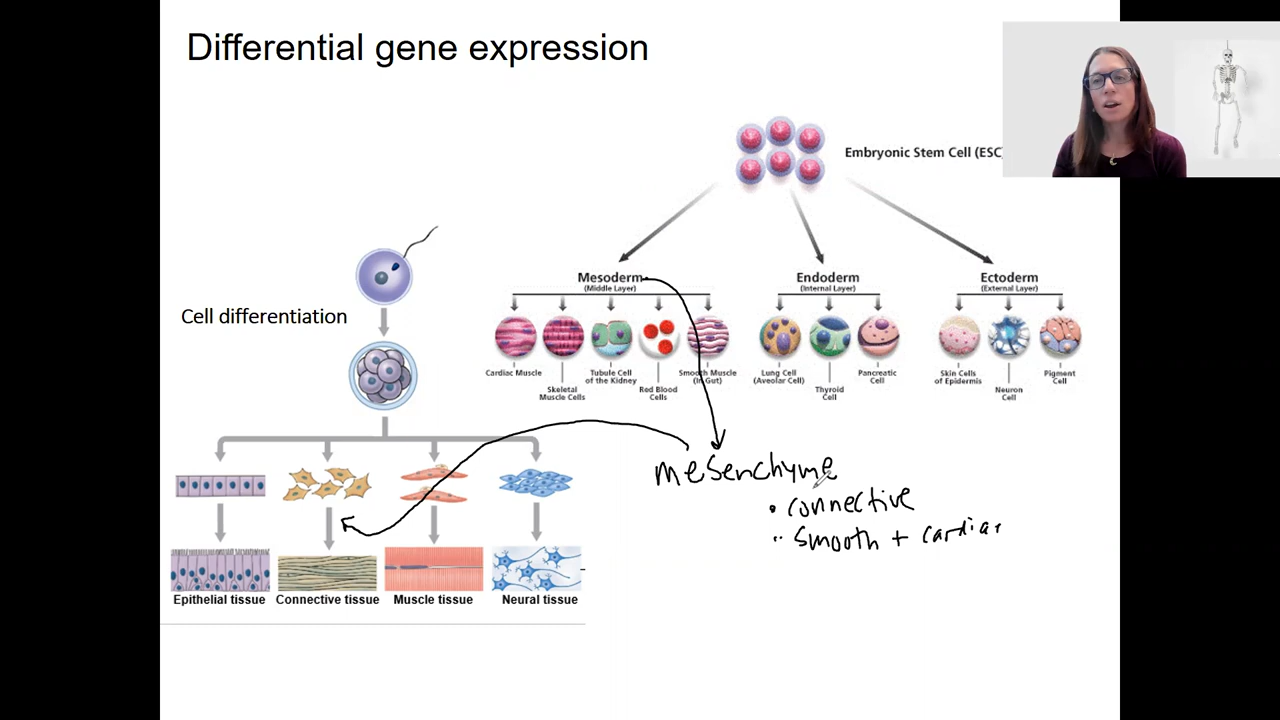 Differential gene expression
Embryonic Stem Cell (ESC)
Mesoderm
(Middle Layer)
Endoderm
(Internal Layer)
Ectoderm
(External Layer)
Cell differentiation
Cardiac Muscle
Skeletal
Muscle Cells
Tubule Cell
of the Kidney
Red Blood
Cells
Smooth Muscle
(in Gut)
Lung Cell
(Aveolar Cell)
Thyroid
Cell
Pancreatic
Cell
Skin Cells
of Epidermis
Neuron
Cell
Pigment
Cell
mesenchyme
• connective
•• smooth + cardiac
Epithelial tissue
Connective tissue
Muscle tissue
Neural tissue